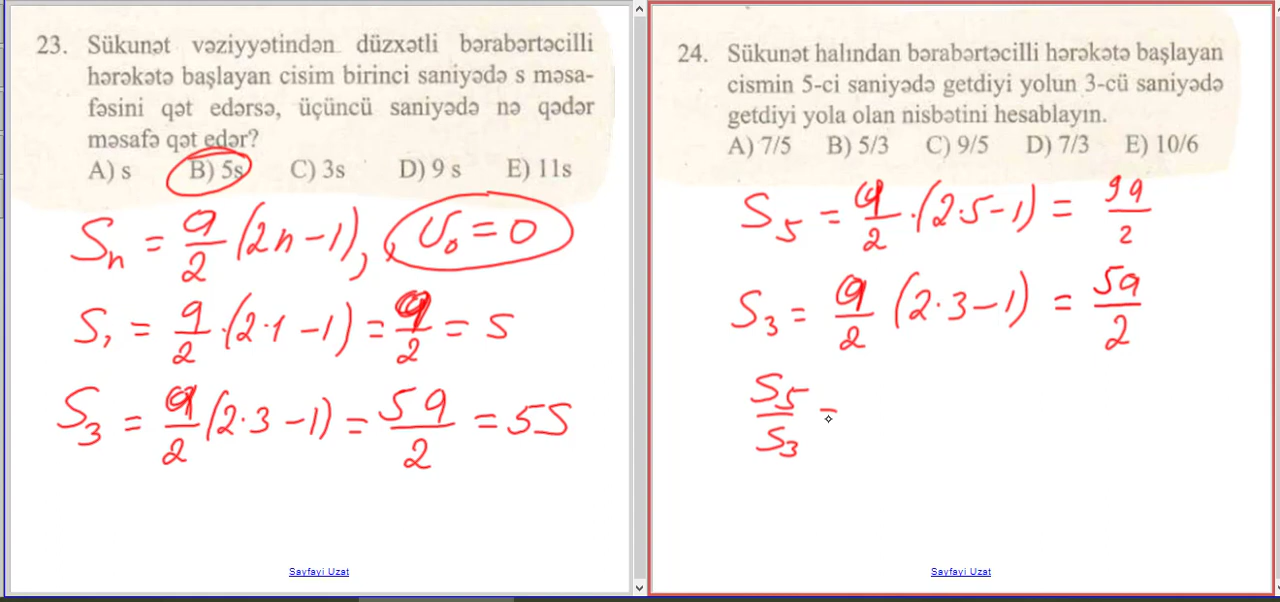 23. Sükunət vəziyyətindən düzxətli bərabərtəcilli
hərəkətə başlayan cisim birinci saniyədə s məsa-
fəsini qət edərsə, üçüncü saniyədə nə qədər
məsafə qət edər?
A) s B) 5s C) 3s D) 9 s E) 11s
Sₙ = a/2 (2n-1), U₀ = 0
S₁ = a/2 · (2·1 - 1) = a/2 = S
S₃ = a/2 (2·3 - 1) = 5a/2 = 5S
Sayfayi Uzat
24. Sükunət halından bərabərtəcilli hərəkətə başlayan
cismin 5-ci saniyədə getdiyi yolun 3-cü saniyədə
getdiyi yola olan nisbətini hesablayın.
A) 7/5 B) 5/3 C) 9/5 D) 7/3 E) 10/6
S₅ = a/2 · (2·5-1) = 9a/2
S₃ = a/2 (2·3-1) = 5a/2
S₅/S₃ =
Sayfayi Uzat